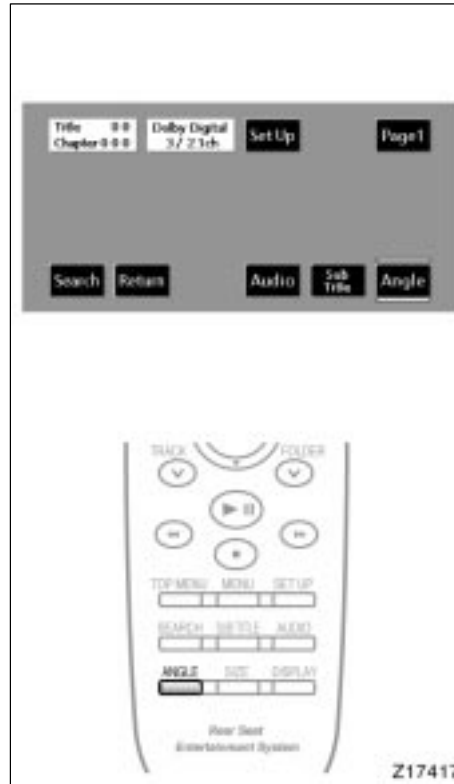 Title 0 0 Dolby Digital Set Up Page1
Chapter 0 0 0 3 / 2.1ch
Search Return Audio Sub Title Angle
TRACK FOLDER
TOP MENU MENU SET UP
SEARCH SUB TITLE AUDIO
ANGLE SIZE DISPLAY
Rear Seat
Entertainment System
Z17417